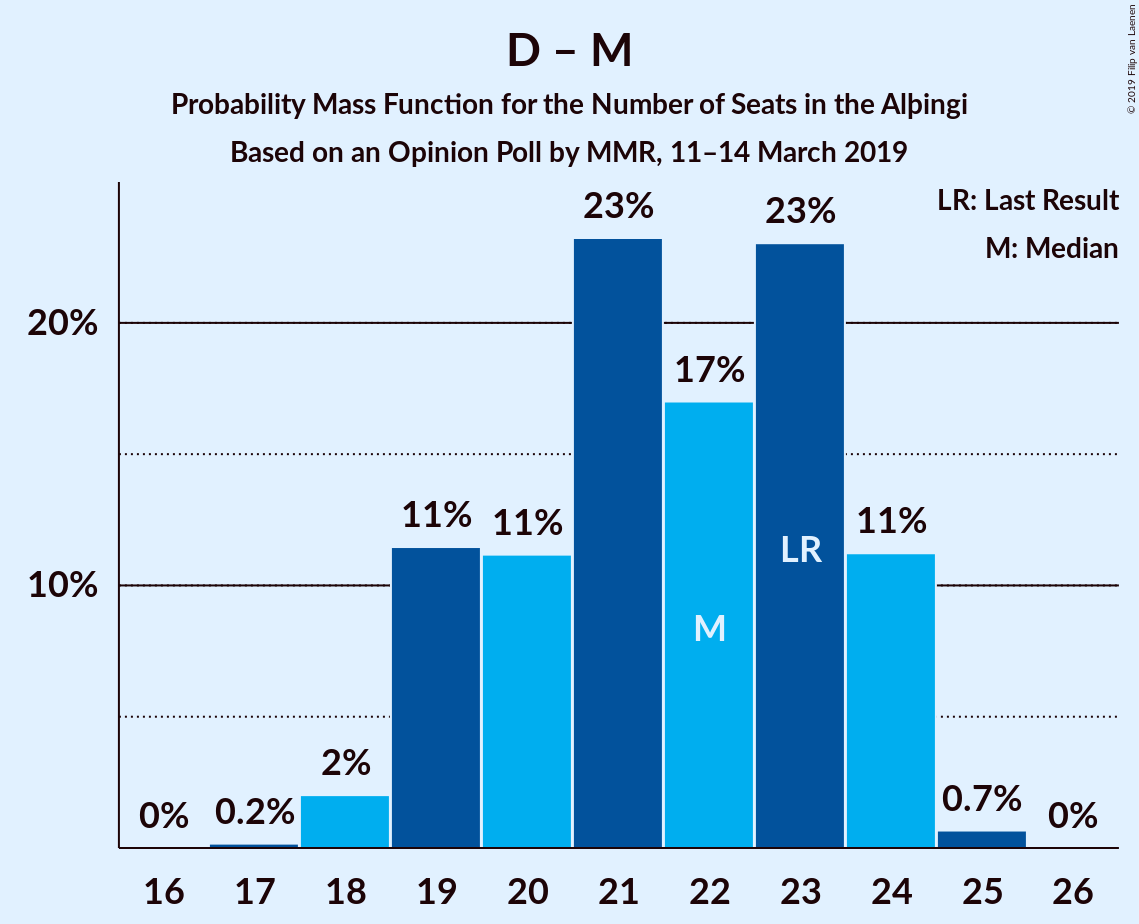 D – M
Probability Mass Function for the Number of Seats in the Alþingi
Based on an Opinion Poll by MMR, 11–14 March 2019
© 2019 Filip van Laenen
LR: Last Result
M: Median
23%
23%
20%
17%
11%
11%
11%
LR
10%
M
2%
0%
0.2%
0.7%
0%
16 17 18 19 20 21 22 23 24 25 26